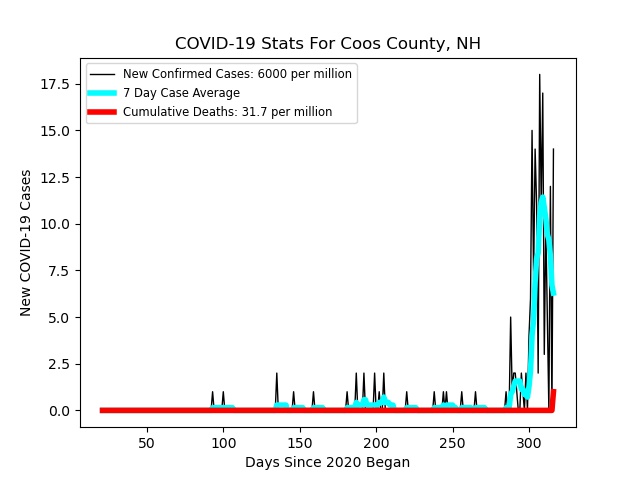 COVID-19 Stats For Coos County, NH
New Confirmed Cases: 6000 per million
7 Day Case Average
Cumulative Deaths: 31.7 per million
New COVID-19 Cases
17.5
15.0
12.5
10.0
7.5
5.0
2.5
0.0
50 100 150 200 250 300
Days Since 2020 Began